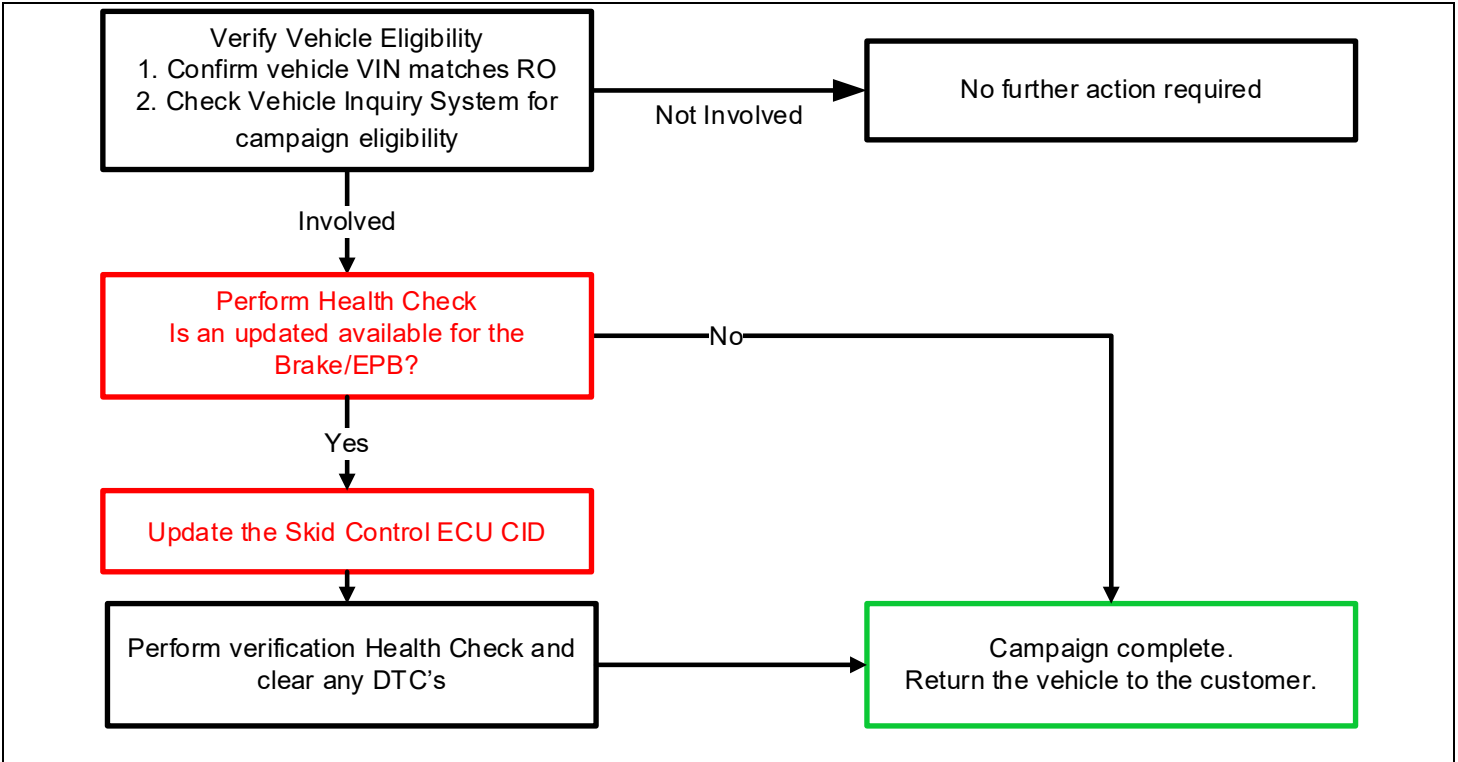 Verify Vehicle Eligibility
1. Confirm vehicle VIN matches RO
2. Check Vehicle Inquiry System for
campaign eligibility
Not Involved
No further action required
Involved
Perform Health Check
Is an updated available for the
Brake/EPB?
No
Yes
Update the Skid Control ECU CID
Perform verification Health Check and
clear any DTC’s
Campaign complete.
Return the vehicle to the customer.